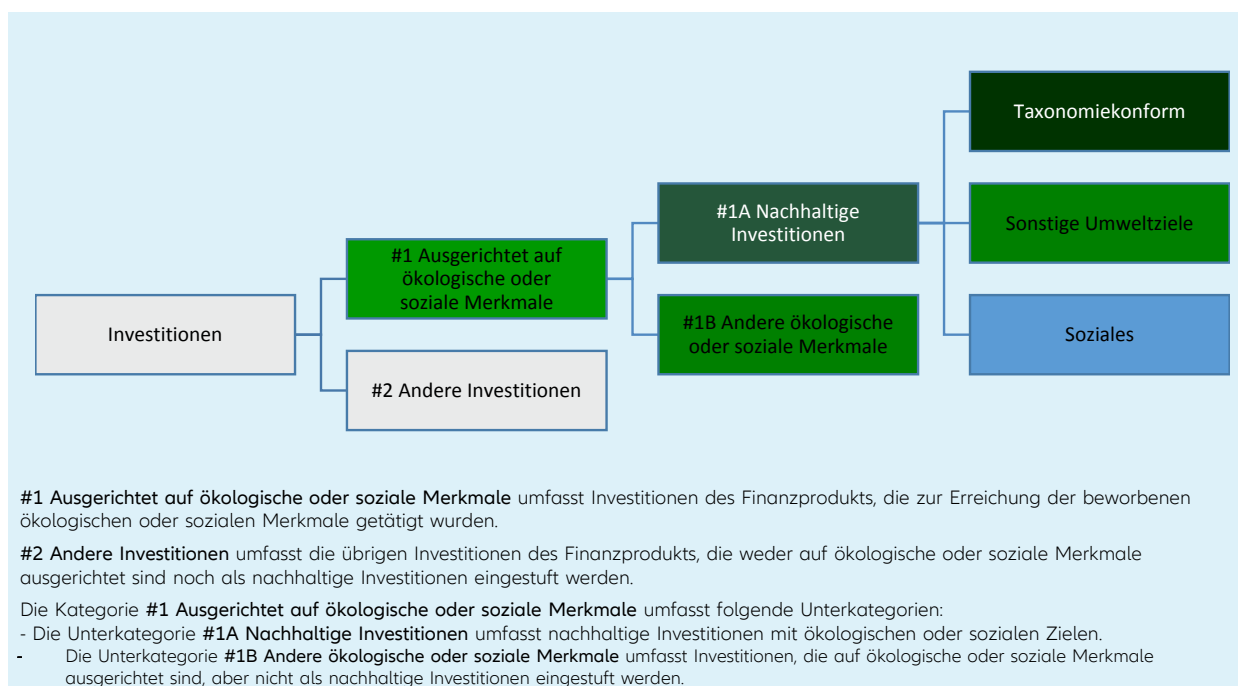 Taxonomiekonform
#1A Nachhaltige
Investitionen
Sonstige Umweltziele
#1 Ausgerichtet auf
ökologische oder
soziale Merkmale
Investitionen
#1B Andere ökologische
oder soziale Merkmale
Soziales
#2 Andere Investitionen
#1 Ausgerichtet auf ökologische oder soziale Merkmale umfasst Investitionen des Finanzprodukts, die zur Erreichung der beworbenen
ökologischen oder sozialen Merkmale getätigt wurden.
#2 Andere Investitionen umfasst die übrigen Investitionen des Finanzprodukts, die weder auf ökologische oder soziale Merkmale
ausgerichtet sind noch als nachhaltige Investitionen eingestuft werden.
Die Kategorie #1 Ausgerichtet auf ökologische oder soziale Merkmale umfasst folgende Unterkategorien:
- Die Unterkategorie #1A Nachhaltige Investitionen umfasst nachhaltige Investitionen mit ökologischen oder sozialen Zielen.
- Die Unterkategorie #1B Andere ökologische oder soziale Merkmale umfasst Investitionen, die auf ökologische oder soziale Merkmale
ausgerichtet sind, aber nicht als nachhaltige Investitionen eingestuft werden.